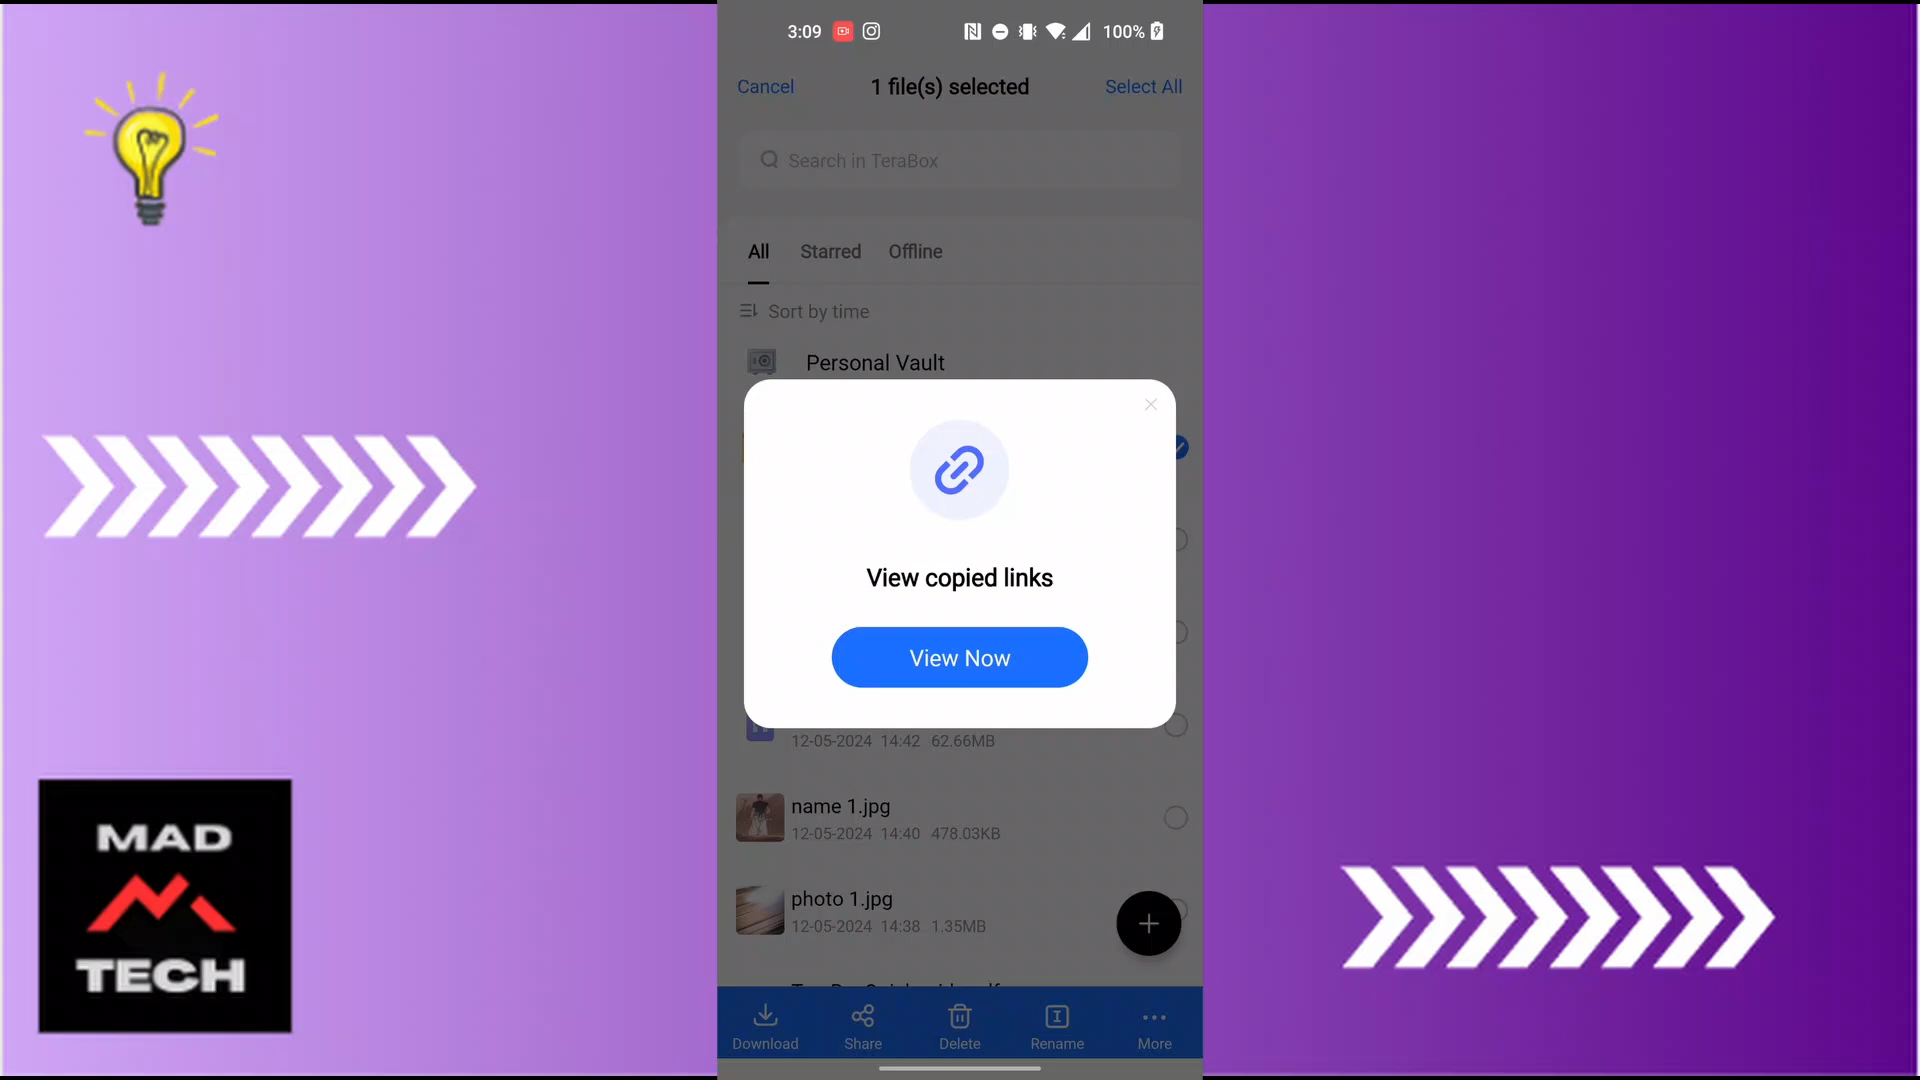 3:09
100%
Cancel
1 file(s) selected
Select All
Search in TeraBox
All
Starred
Offline
Sort by time
Personal Vault
View copied links
View Now
12-05-2024 14:42 62.66MB
name 1.jpg
12-05-2024 14:40 478.03KB
photo 1.jpg
12-05-2024 14:38 1.35MB
Download
Share
Delete
Rename
More
MAD
TECH